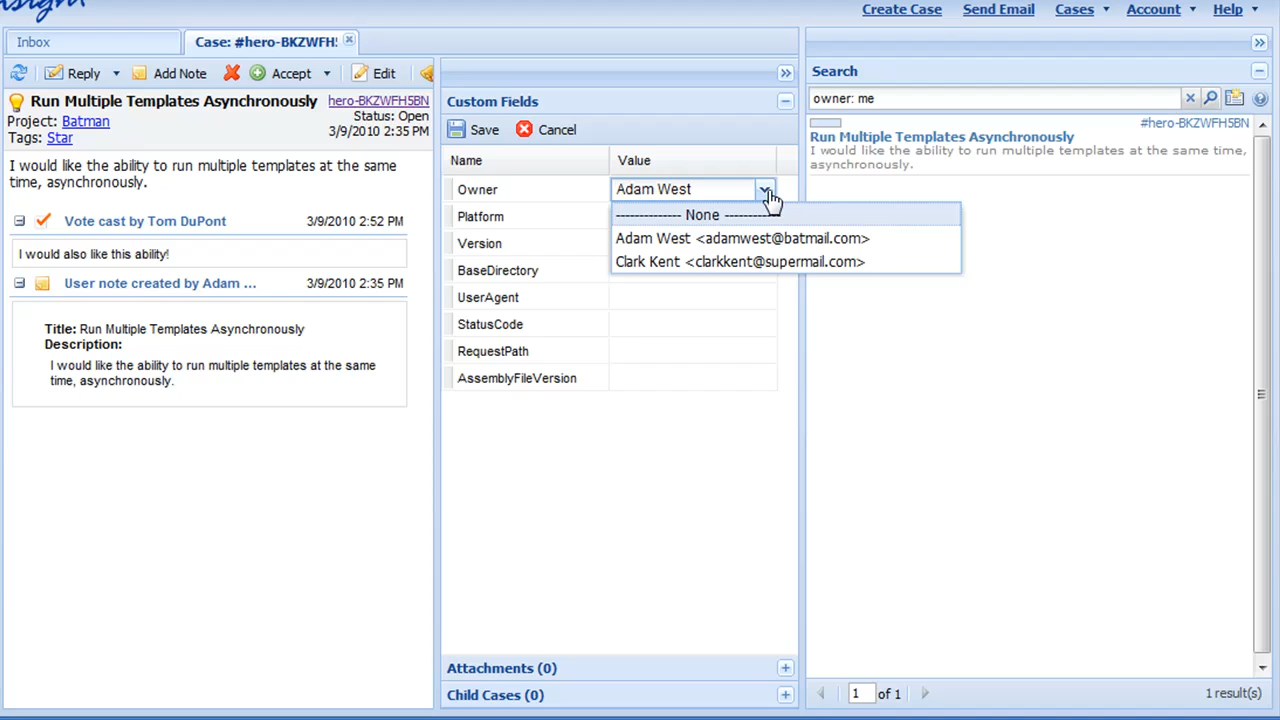 Create Case Send Email Cases Account Help
Inbox
Case: #hero-BKZWFH!
Reply Add Note Accept Edit
Run Multiple Templates Asynchronously hero-BKZWFH5BN
Project: Batman Status: Open
Tags: Star 3/9/2010 2:35 PM
I would like the ability to run multiple templates at the same
time, asynchronously.
Vote cast by Tom DuPont 3/9/2010 2:52 PM
I would also like this ability!
User note created by Adam ... 3/9/2010 2:35 PM
Title: Run Multiple Templates Asynchronously
Description:
I would like the ability to run multiple templates at the same
time, asynchronously.
Custom Fields
Save Cancel
Name Value
Owner Adam West
-------------- None -----------
Adam West <adamwest@batmail.com>
Clark Kent <clarkkent@supermail.com>
Platform
Version
BaseDirectory
UserAgent
StatusCode
RequestPath
AssemblyFileVersion
Attachments (0)
Child Cases (0)
Search
owner: me
#hero-BKZWFH5BN
Run Multiple Templates Asynchronously
I would like the ability to run multiple templates at the same time,
asynchronously.
1 of 1 1 result(s)